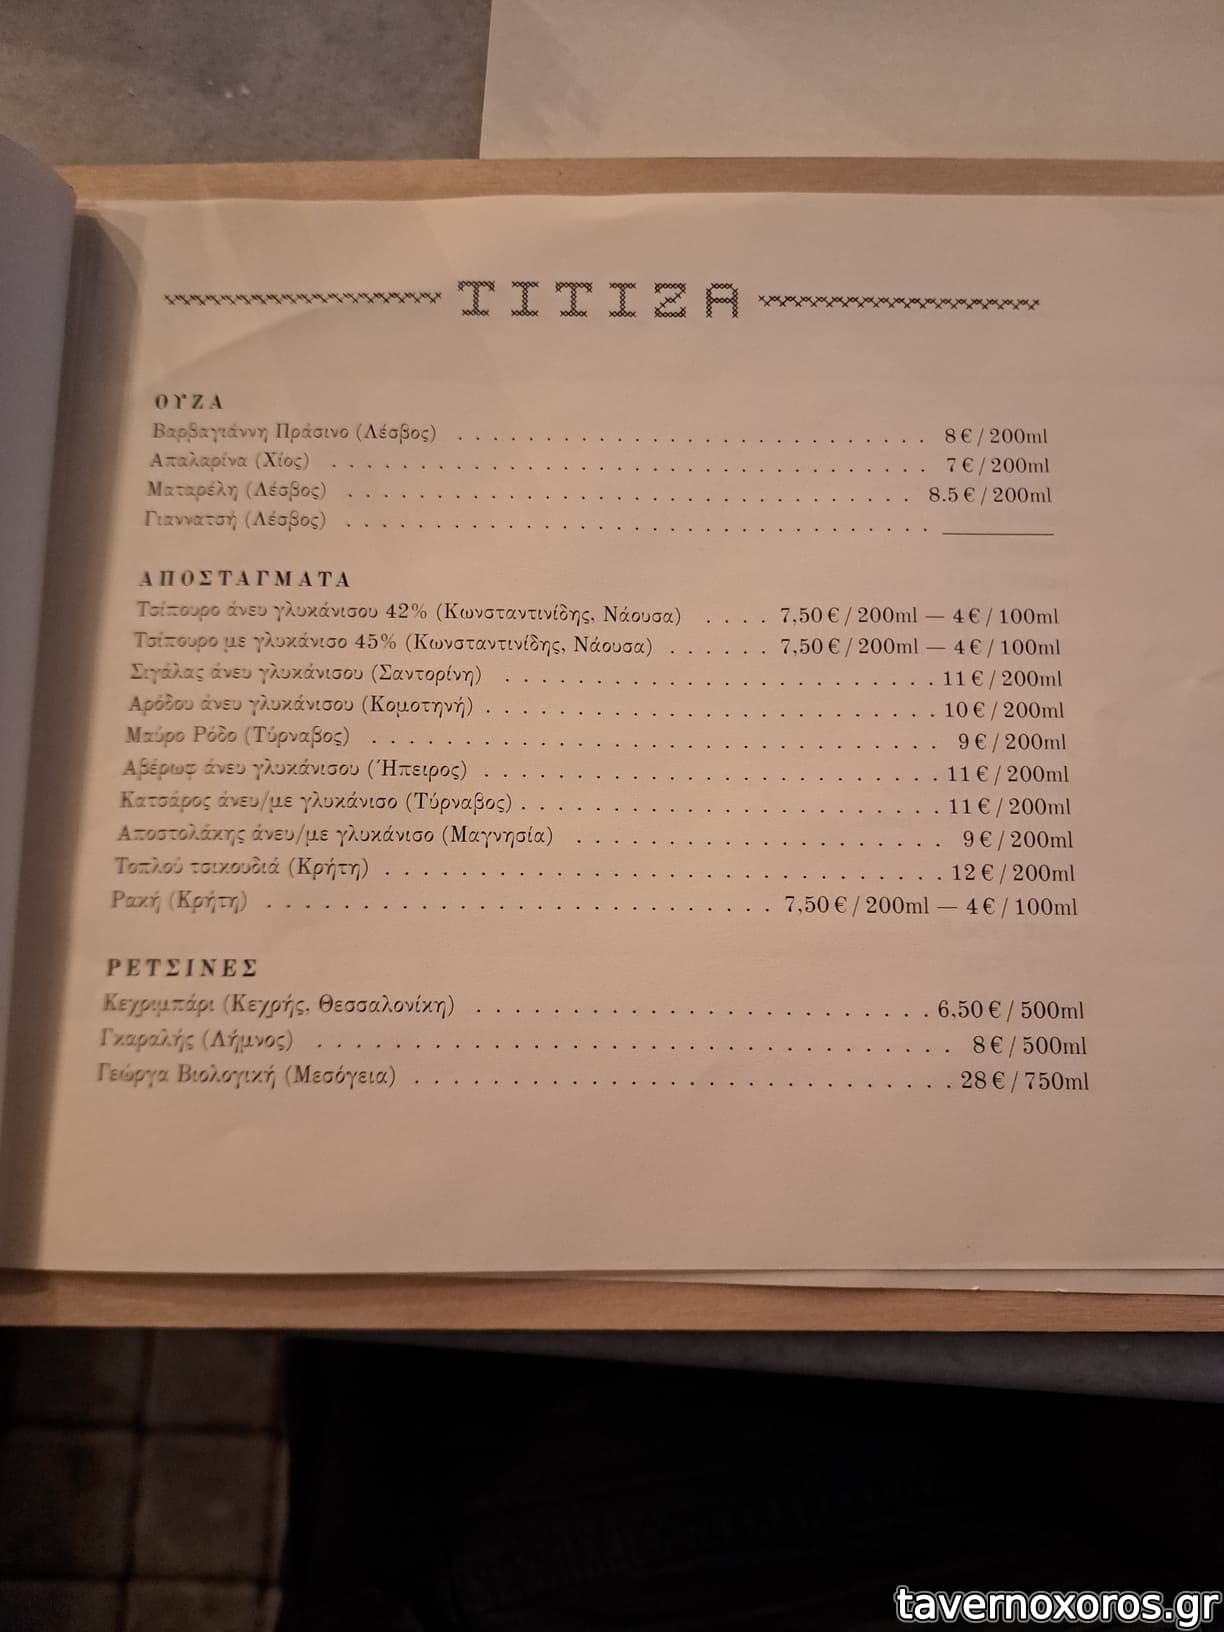 ΤΙΤΙΖΑ
ΟΥΖΑ
Βαρβαγιάννη Πράσινο (Λέσβος) . . . . . . . . . . 8 € / 200ml
Απαλαρίνα (Χίος) . . . . . . . . . . 7 € / 200ml
Ματαρέλη (Λέσβος) . . . . . . . . . . 8.5 € / 200ml
Γιαννατσή (Λέσβος) . . . . . . . . . .
ΑΠΟΣΤΑΓΜΑΤΑ
Τσίπουρο άνευ γλυκάνισου 42% (Κωνσταντινίδης, Νάουσα) . . . . 7,50 € / 200ml — 4 € / 100ml
Τσίπουρο με γλυκάνισο 45% (Κωνσταντινίδης, Νάουσα) . . . . . . 7,50 € / 200ml — 4 € / 100ml
Σιγάλας άνευ γλυκάνισου (Σαντορίνη) . . . . . . . . . . 11 € / 200ml
Αρόδου άνευ γλυκάνισου (Κομοτηνή) . . . . . . . . . . 10 € / 200ml
Μαύρο Ρόδο (Τύρναβος) . . . . . . . . . . 9 € / 200ml
Αβέρωφ άνευ γλυκάνισου (Ήπειρος) . . . . . . . . . . 11 € / 200ml
Κατσάρος άνευ/με γλυκάνισο (Τύρναβος) . . . . . . . . . . 11 € / 200ml
Αποστολάκης άνευ/με γλυκάνισο (Μαγνησία) . . . . . . . . . . 9 € / 200ml
Τοπλού τσικουδιά (Κρήτη) . . . . . . . . . . 12 € / 200ml
Ρακή (Κρήτη) . . . . . . . . . . 7,50 € / 200ml — 4 € / 100ml
ΡΕΤΣΙΝΕΣ
Κεχριμπάρι (Κεχρής, Θεσσαλονίκη) . . . . . . . . . . 6,50 € / 500ml
Γκαραλής (Λήμνος) . . . . . . . . . . 8 € / 500ml
Γεώργα Βιολογική (Μεσόγεια) . . . . . . . . . . 28 € / 750ml
tavernoxoros.gr